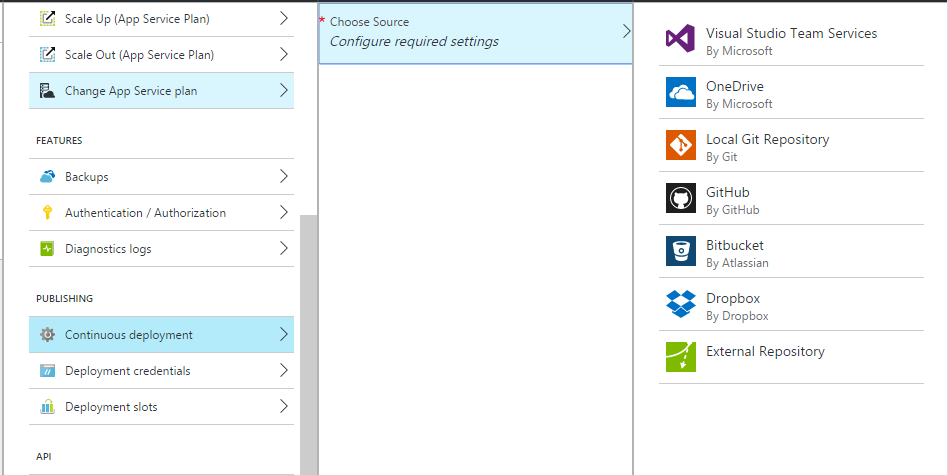 Scale Up (App Service Plan)
Scale Out (App Service Plan)
Change App Service plan
FEATURES
Backups
Authentication / Authorization
Diagnostics logs
PUBLISHING
Continuous deployment
Deployment credentials
Deployment slots
API
* Choose Source
Configure required settings
Visual Studio Team Services
By Microsoft
OneDrive
By Microsoft
Local Git Repository
By Git
GitHub
By GitHub
Bitbucket
By Atlassian
Dropbox
By Dropbox
External Repository